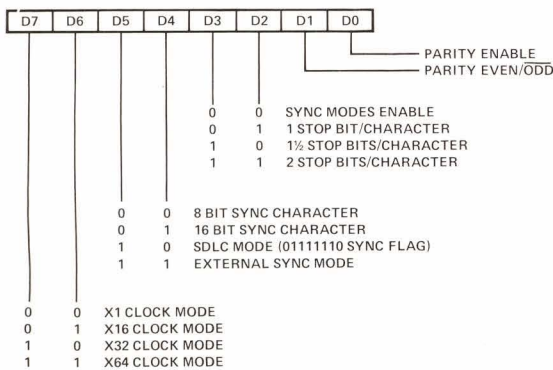 D7 D6 D5 D4 D3 D2 D1 D0
PARITY ENABLE
PARITY EVEN/ODD
0 0 SYNC MODES ENABLE
0 1 1 STOP BIT/CHARACTER
1 0 1½ STOP BITS/CHARACTER
1 1 2 STOP BITS/CHARACTER
0 0 8 BIT SYNC CHARACTER
0 1 16 BIT SYNC CHARACTER
1 0 SDLC MODE (01111110 SYNC FLAG)
1 1 EXTERNAL SYNC MODE
0 0 X1 CLOCK MODE
0 1 X16 CLOCK MODE
1 0 X32 CLOCK MODE
1 1 X64 CLOCK MODE